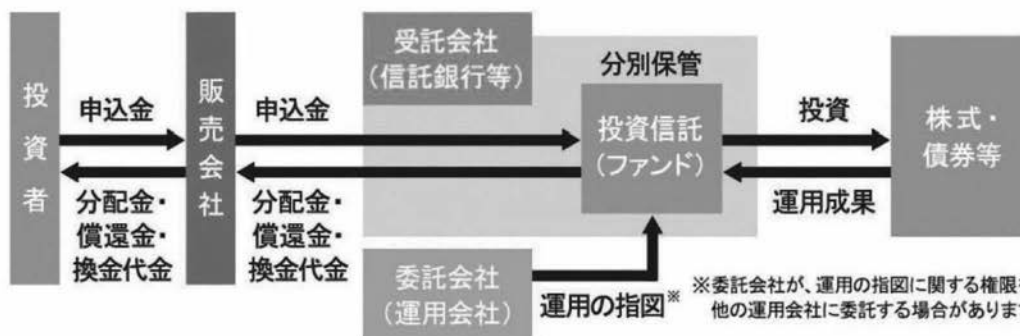 投資者
申込金
分配金・
償還金・
換金代金
販売会社
申込金
分配金・
償還金・
換金代金
受託会社
(信託銀行等)
分別保管
投資信託
(ファンド)
委託会社
(運用会社)
運用の指図※
投資
運用成果
株式・
債券等
※委託会社が、運用の指図に関する権限
他の運用会社に委託する場合がありま